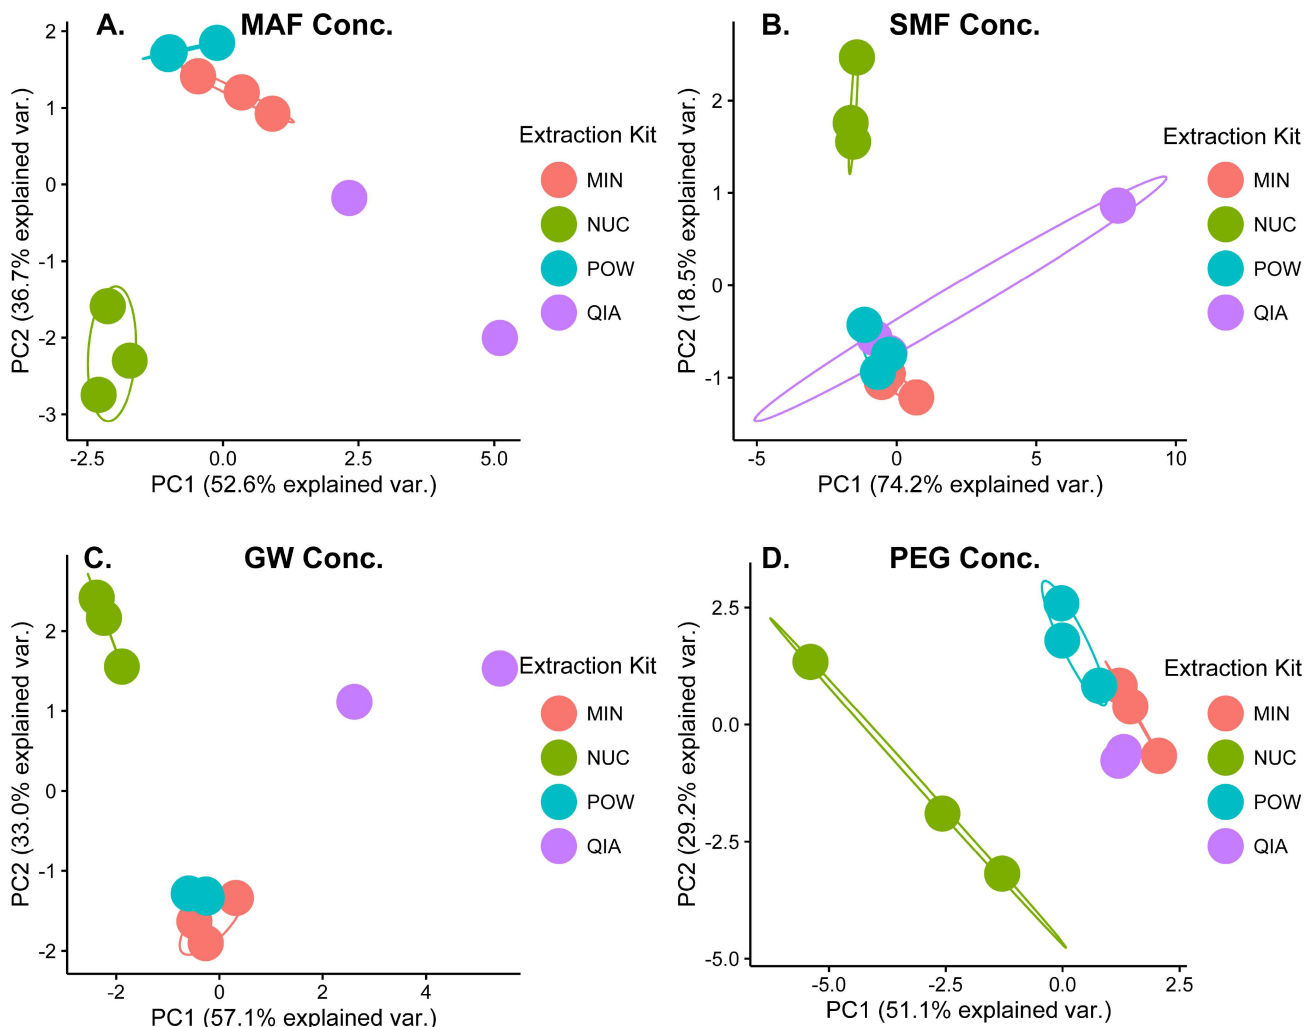 A. MAF Conc.
2
1
0
-1
-2
-3
PC2 (36.7% explained var.)
-2.5 0.0 2.5 5.0
PC1 (52.6% explained var.)
Extraction Kit
MIN
NUC
POW
QIA
B. SMF Conc.
2
1
0
-1
PC2 (18.5% explained var.)
-5 0 5 10
PC1 (74.2% explained var.)
Extraction Kit
MIN
NUC
POW
QIA
C. GW Conc.
2
1
0
-1
-2
PC2 (33.0% explained var.)
-2 0 2 4
PC1 (57.1% explained var.)
Extraction Kit
MIN
NUC
POW
QIA
D. PEG Conc.
2.5
0.0
-2.5
-5.0
PC2 (29.2% explained var.)
-5.0 -2.5 0.0 2.5
PC1 (51.1% explained var.)
Extraction Kit
MIN
NUC
POW
QIA